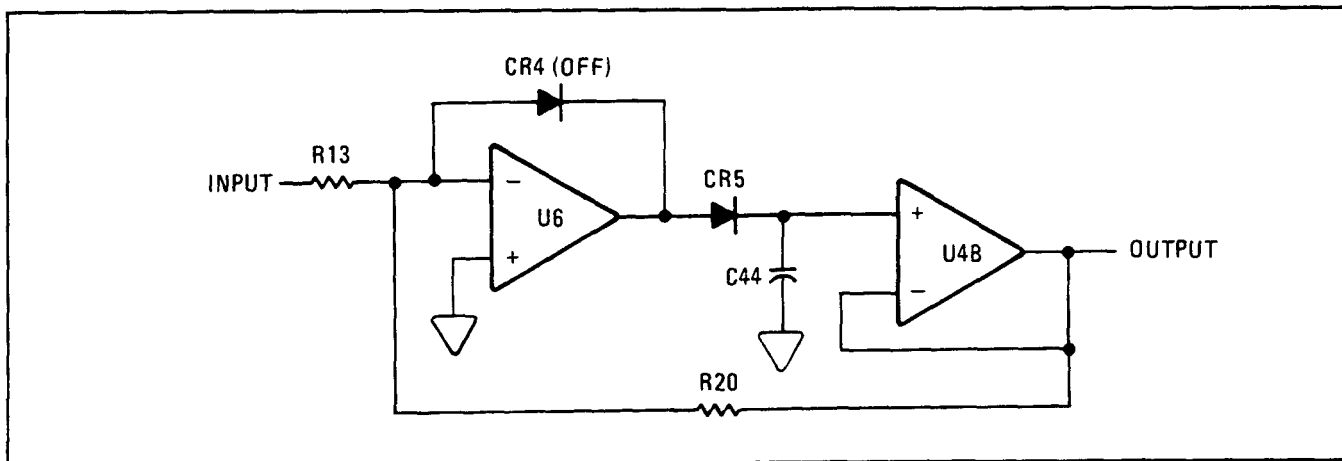 CR4 (OFF)
R13
INPUT
CR5
−
U6
+
+
U4B
−
OUTPUT
C44
R20